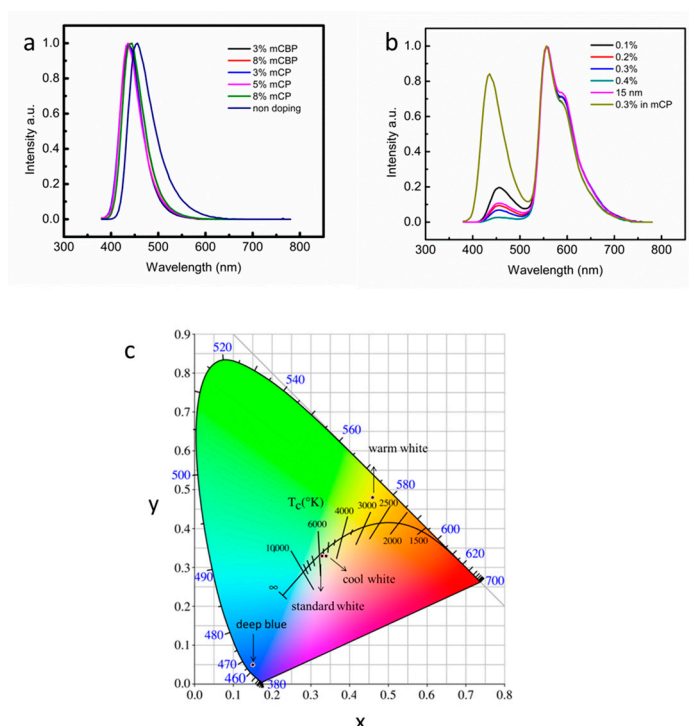 a
1.0
0.8
0.6
0.4
0.2
0.0
Intensity a.u.
300 400 500 600 700 800
Wavelength (nm)
3% mCBP
8% mCBP
3% mCP
5% mCP
8% mCP
non doping
b
1.0
0.8
0.6
0.4
0.2
0.0
Intensity a.u.
300 400 500 600 700 800
Wavelength (nm)
0.1%
0.2%
0.3%
0.4%
15 nm
0.3% in mCP
c
0.9
0.8
0.7
0.6
0.5
0.4
0.3
0.2
0.1
0.0
y
0.0 0.1 0.2 0.3 0.4 0.5 0.6 0.7 0.8
x
520
540
560
580
600
620
700
500
490
480
470
460
380
warm white
Tc(°K)
2500
3000
4000
6000
10000
2000
1500
∞
cool white
standard white
deep blue